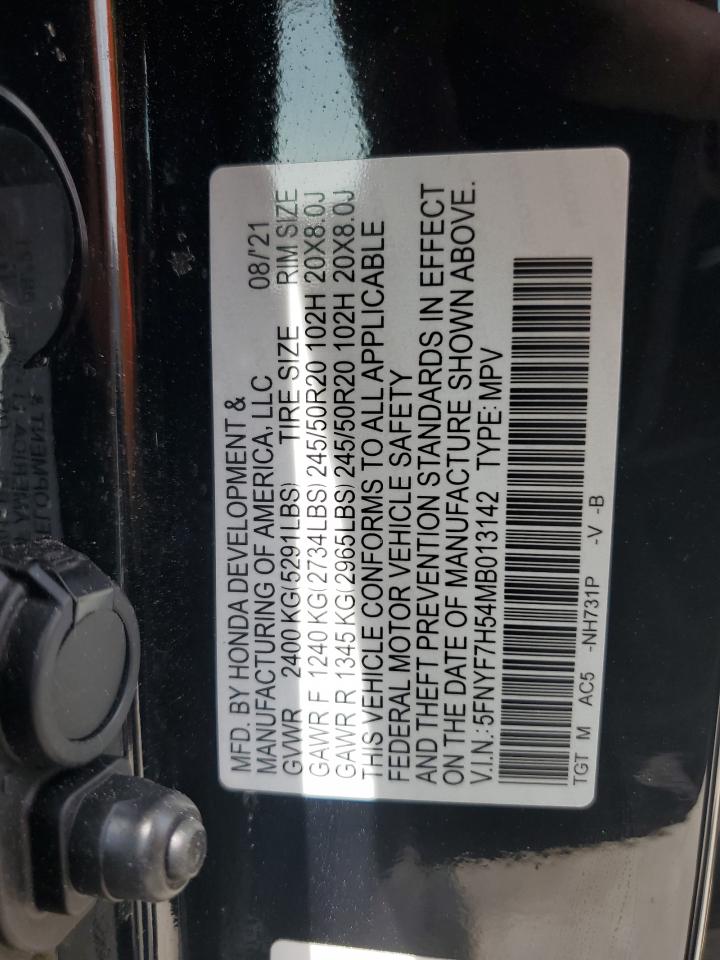 MFD. BY HONDA DEVELOPMENT &
MANUFACTURING OF AMERICA, LLC 08/'21
GVWR 2400 KG(5291LBS) TIRE SIZE RIM SIZE
GAWR F 1240 KG(2734LBS) 245/50R20 102H 20X8.0J
GAWR R 1345 KG(2965LBS) 245/50R20 102H 20X8.0J
THIS VEHICLE CONFORMS TO ALL APPLICABLE
FEDERAL MOTOR VEHICLE SAFETY
AND THEFT PREVENTION STANDARDS IN EFFECT
ON THE DATE OF MANUFACTURE SHOWN ABOVE.
V.I.N.: 5FNYF7H54MB013142 TYPE: MPV
TGT M AC5 -NH731P -V -B